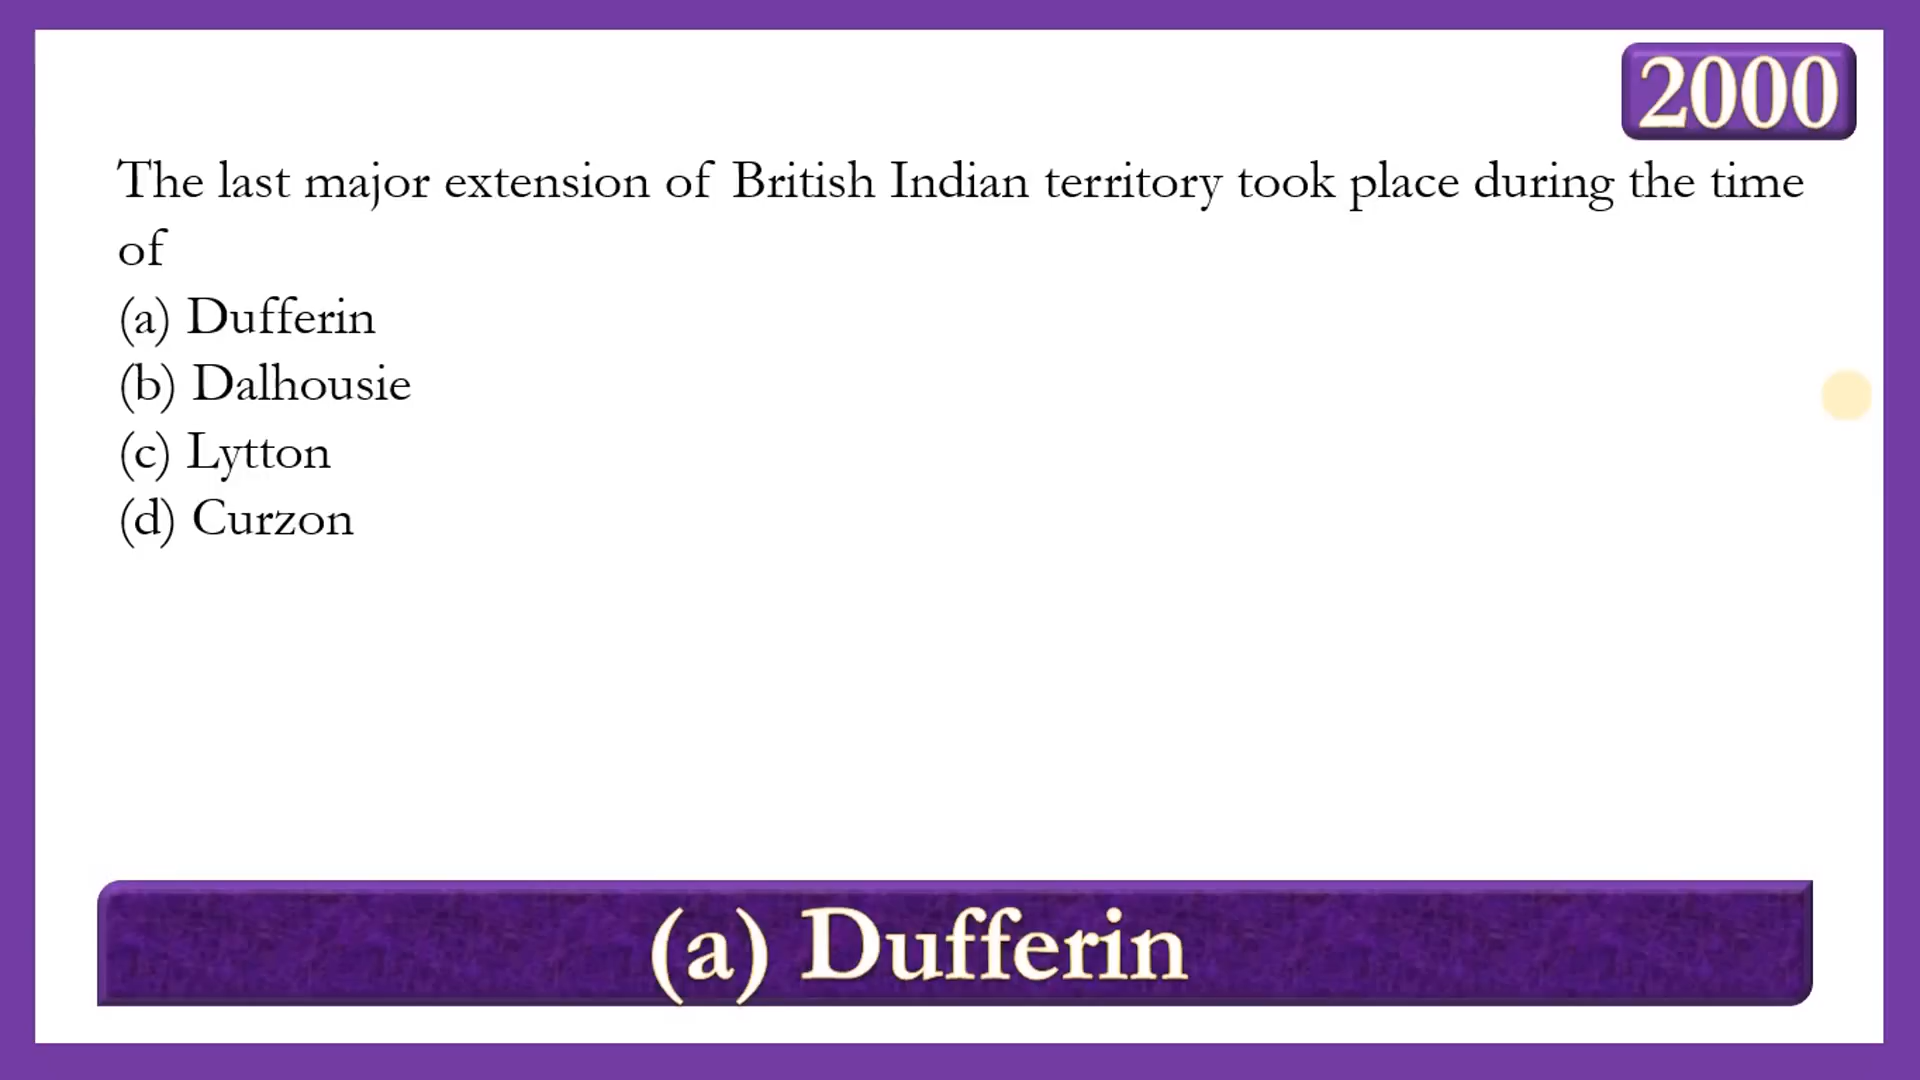 2000
The last major extension of British Indian territory took place during the time
of
(a) Dufferin
(b) Dalhousie
(c) Lytton
(d) Curzon
(a) Dufferin